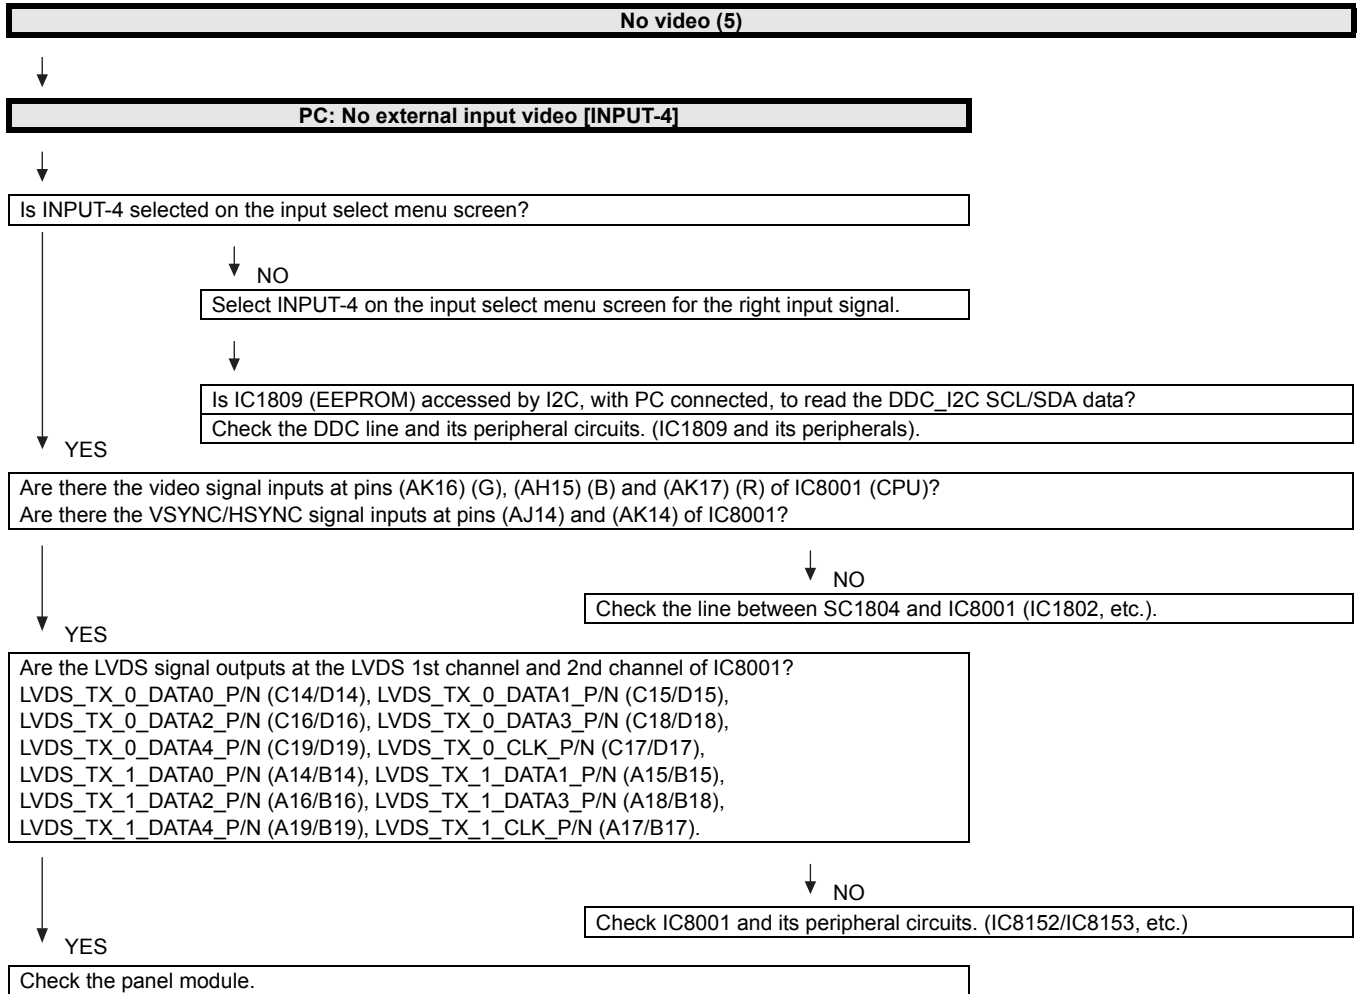 No video (5)
PC: No external input video [INPUT-4]
Is INPUT-4 selected on the input select menu screen?
NO
Select INPUT-4 on the input select menu screen for the right input signal.
Is IC1809 (EEPROM) accessed by I2C, with PC connected, to read the DDC_I2C SCL/SDA data?
Check the DDC line and its peripheral circuits. (IC1809 and its peripherals).
YES
Are there the video signal inputs at pins (AK16) (G), (AH15) (B) and (AK17) (R) of IC8001 (CPU)?
Are there the VSYNC/HSYNC signal inputs at pins (AJ14) and (AK14) of IC8001?
NO
Check the line between SC1804 and IC8001 (IC1802, etc.).
YES
Are the LVDS signal outputs at the LVDS 1st channel and 2nd channel of IC8001?
LVDS_TX_0_DATA0_P/N (C14/D14), LVDS_TX_0_DATA1_P/N (C15/D15),
LVDS_TX_0_DATA2_P/N (C16/D16), LVDS_TX_0_DATA3_P/N (C18/D18),
LVDS_TX_0_DATA4_P/N (C19/D19), LVDS_TX_0_CLK_P/N (C17/D17),
LVDS_TX_1_DATA0_P/N (A14/B14), LVDS_TX_1_DATA1_P/N (A15/B15),
LVDS_TX_1_DATA2_P/N (A16/B16), LVDS_TX_1_DATA3_P/N (A18/B18),
LVDS_TX_1_DATA4_P/N (A19/B19), LVDS_TX_1_CLK_P/N (A17/B17).
NO
Check IC8001 and its peripheral circuits. (IC8152/IC8153, etc.)
YES
Check the panel module.